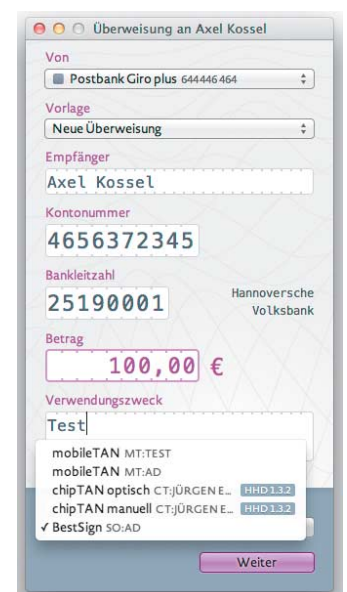 Überweisung an Axel Kossel
Von
Postbank Giro plus 644446464
Vorlage
Neue Überweisung
Empfänger
Axel Kossel
Kontonummer
4656372345
Bankleitzahl
25190001
Hannoversche
Volksbank
Betrag
100,00 €
Verwendungszweck
Test
mobileTAN MT:TEST
mobileTAN MT:AD
chipTAN optisch CT:JÜRGEN E... HHD 1.3.2
chipTAN manuell CT:JÜRGEN E... HHD 1.3.2
✓ BestSign SO:AD
Weiter